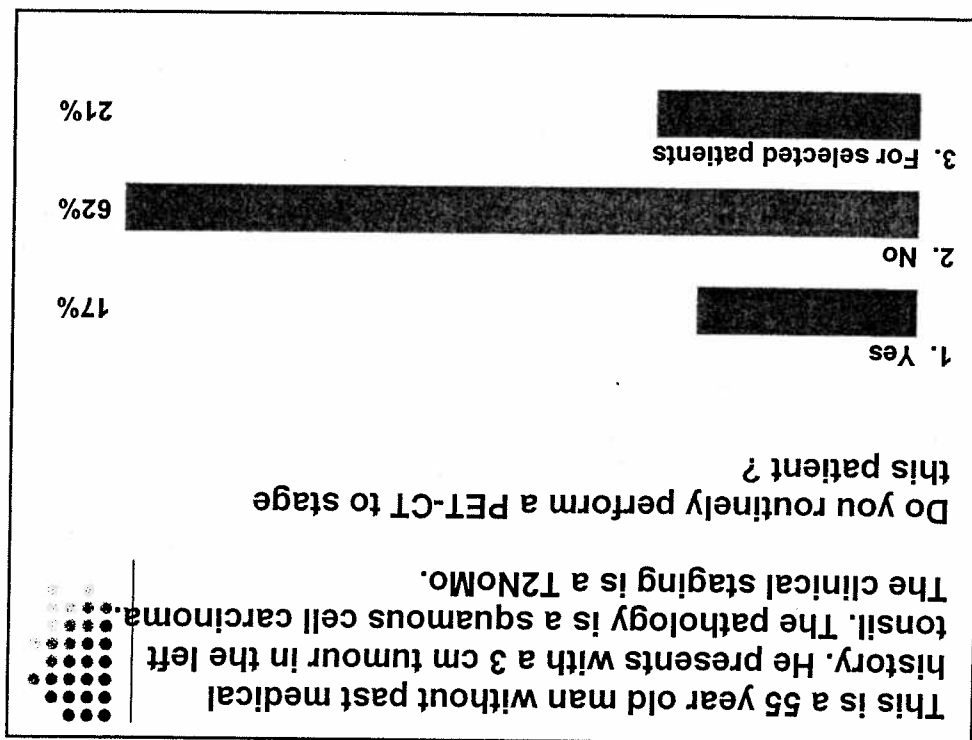 This is a 55 year old man without past medical
history. He presents with a 3 cm tumour in the left
tonsil. The pathology is a squamous cell carcinoma.
The clinical staging is a T2NoMo.
Do you routinely perform a PET-CT to stage
this patient ?
1. Yes
17%
2. No
62%
3. For selected patients
21%